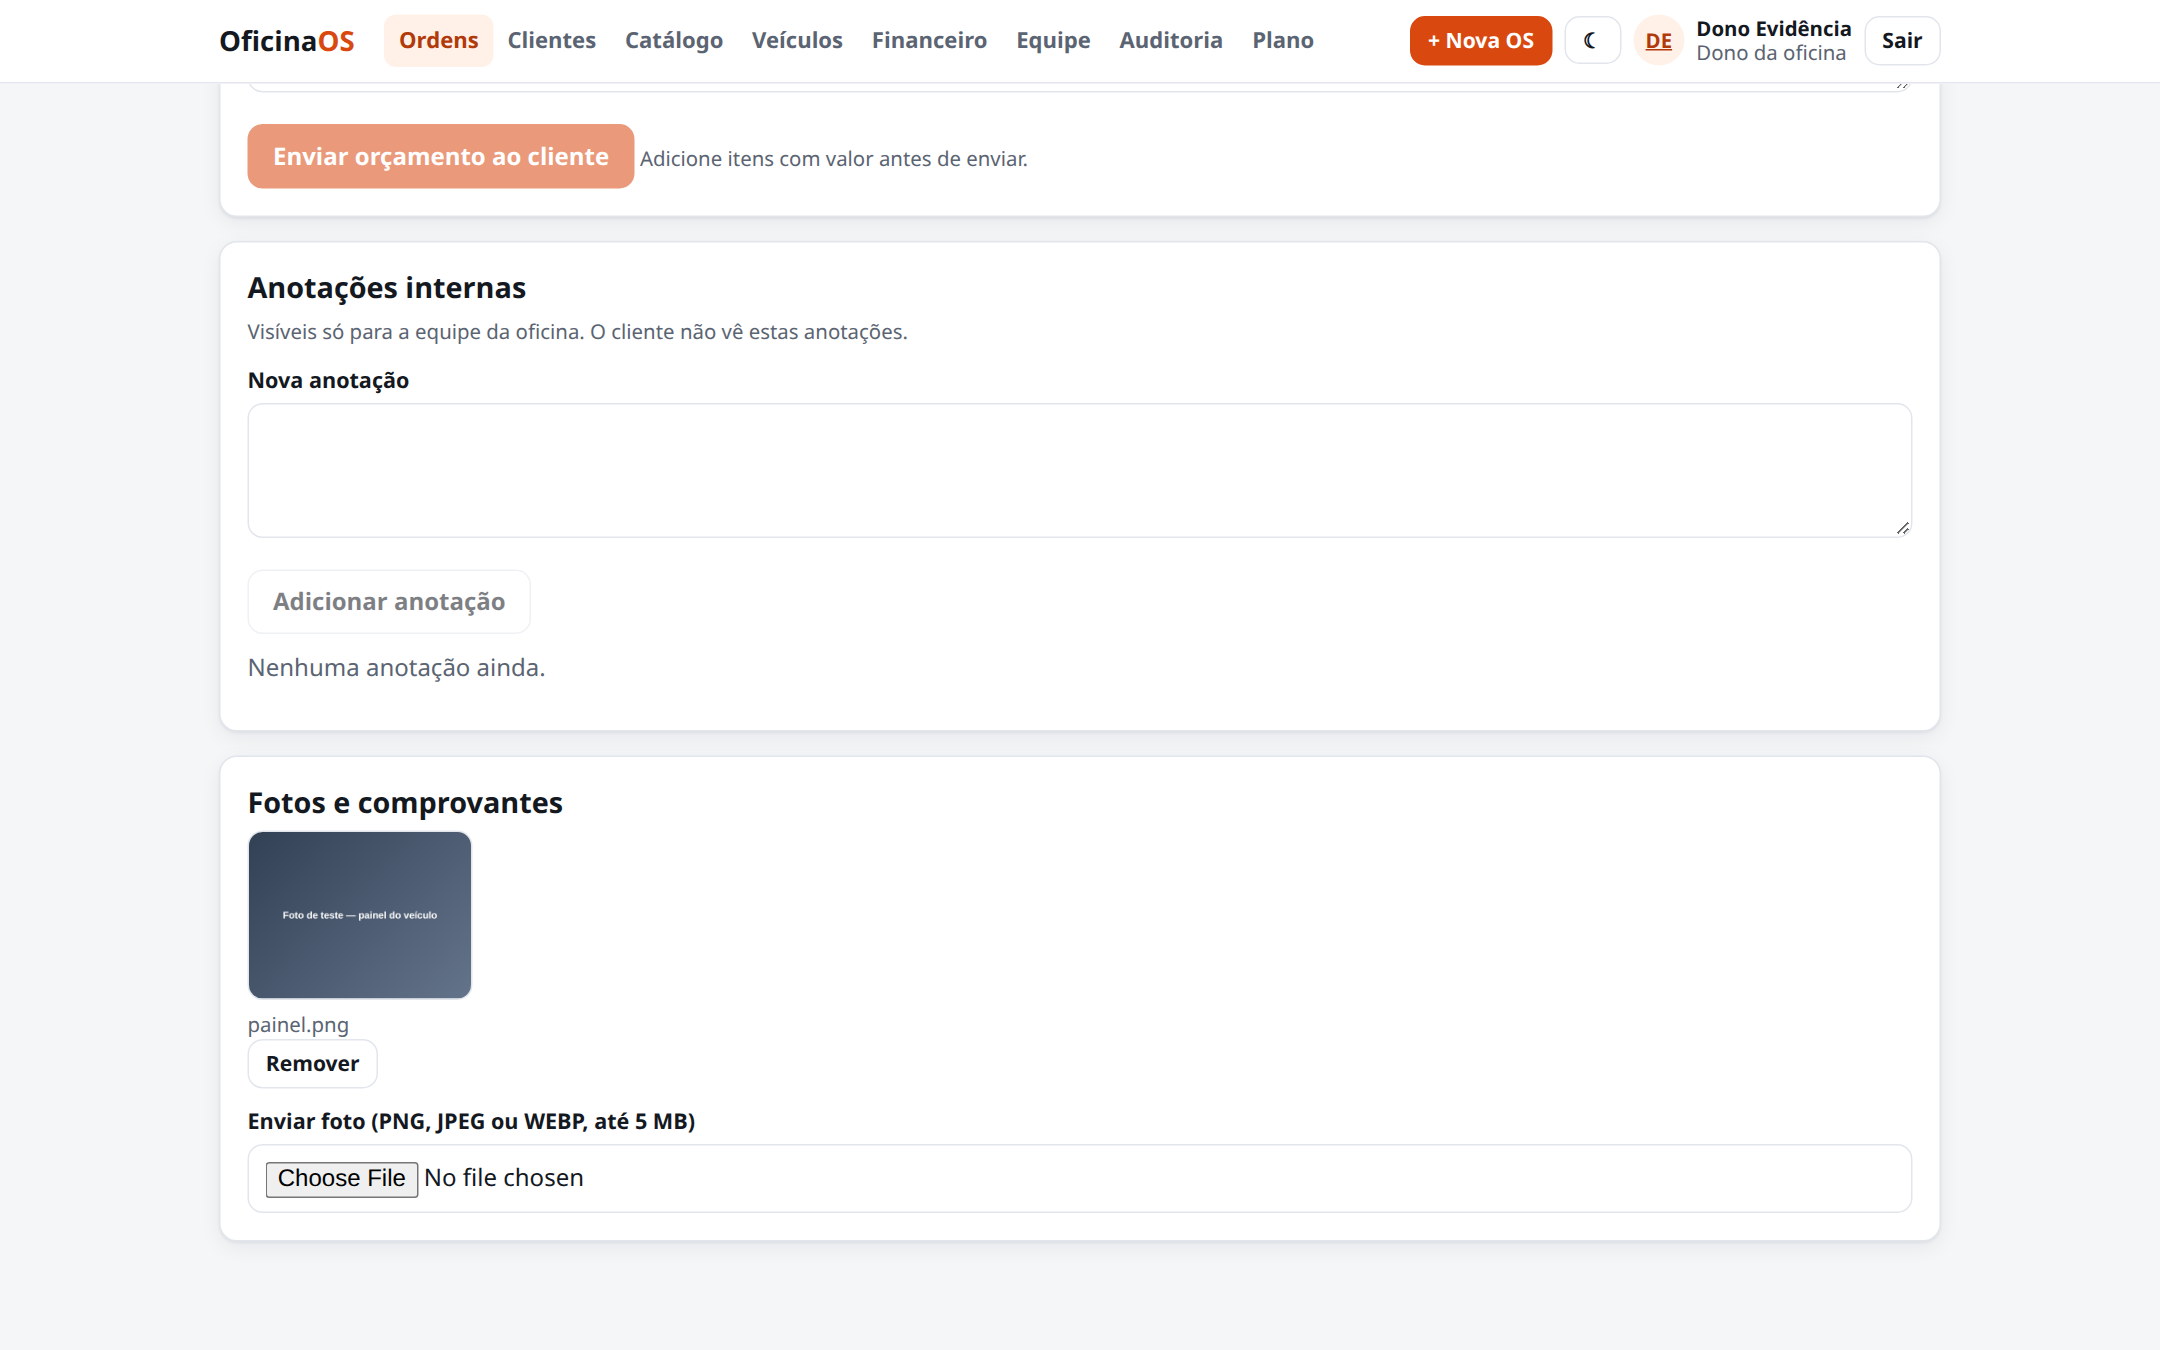 OficinaOS Ordens Clientes Catálogo Veículos Financeiro Equipe Auditoria Plano + Nova OS DE Dono Evidência Sair
Dono da oficina
Enviar orçamento ao cliente Adicione itens com valor antes de enviar.
Anotações internas
Visíveis só para a equipe da oficina. O cliente não vê estas anotações.
Nova anotação
Adicionar anotação
Nenhuma anotação ainda.
Fotos e comprovantes
Foto de teste — painel do veículo
painel.png
Remover
Enviar foto (PNG, JPEG ou WEBP, até 5 MB)
Choose File No file chosen